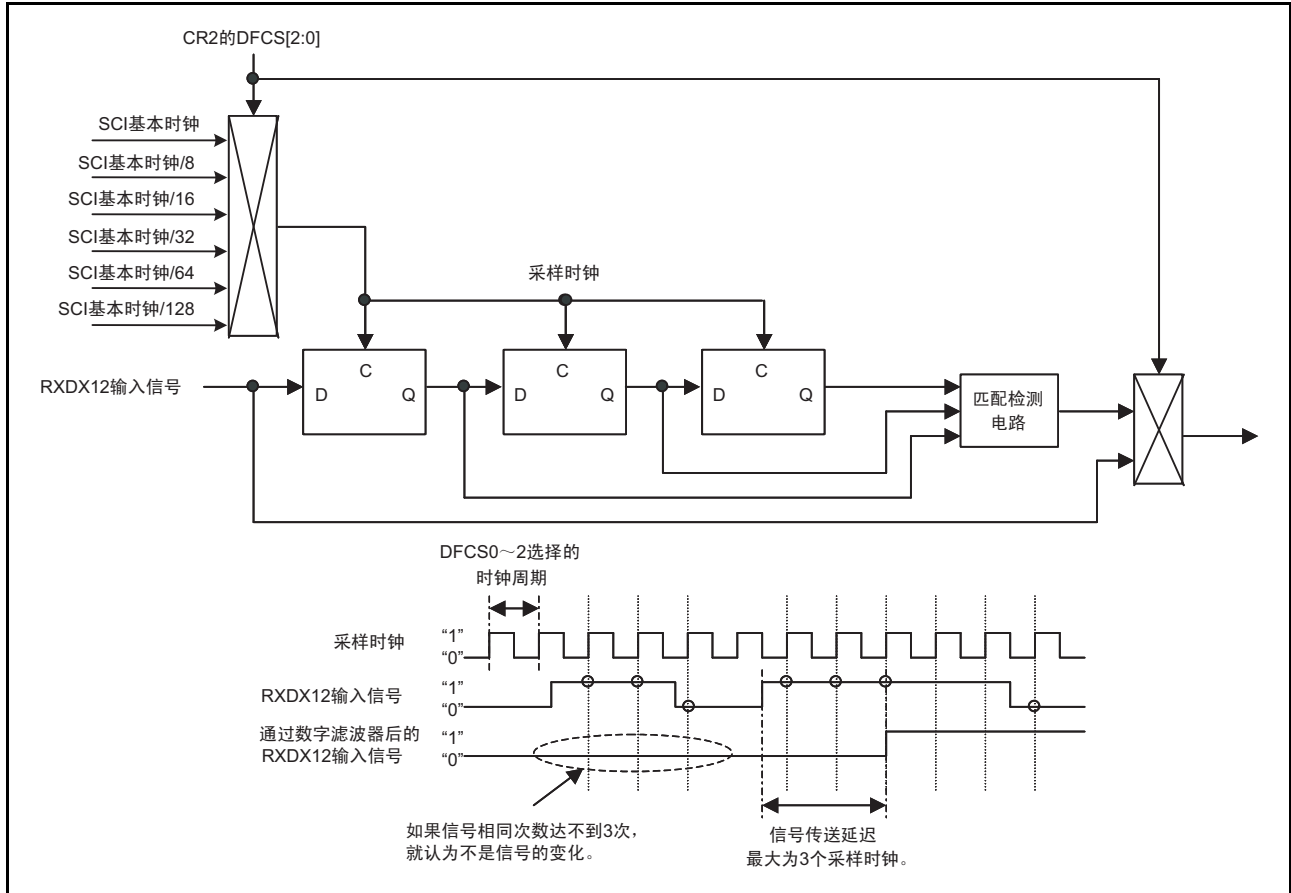 CR2的DFCS[2:0]
SCI基本时钟
SCI基本时钟/8
SCI基本时钟/16
SCI基本时钟/32
SCI基本时钟/64
SCI基本时钟/128
采样时钟
RXDX12输入信号
C
D
Q
C
D
Q
C
D
Q
匹配检测
电路
DFCS0～2选择的
时钟周期
采样时钟
“1”
“0”
RXDX12输入信号
“1”
“0”
通过数字滤波器后的
RXDX12输入信号
“1”
“0”
如果信号相同次数达不到3次，
就认为不是信号的变化。
信号传送延迟
最大为3个采样时钟。